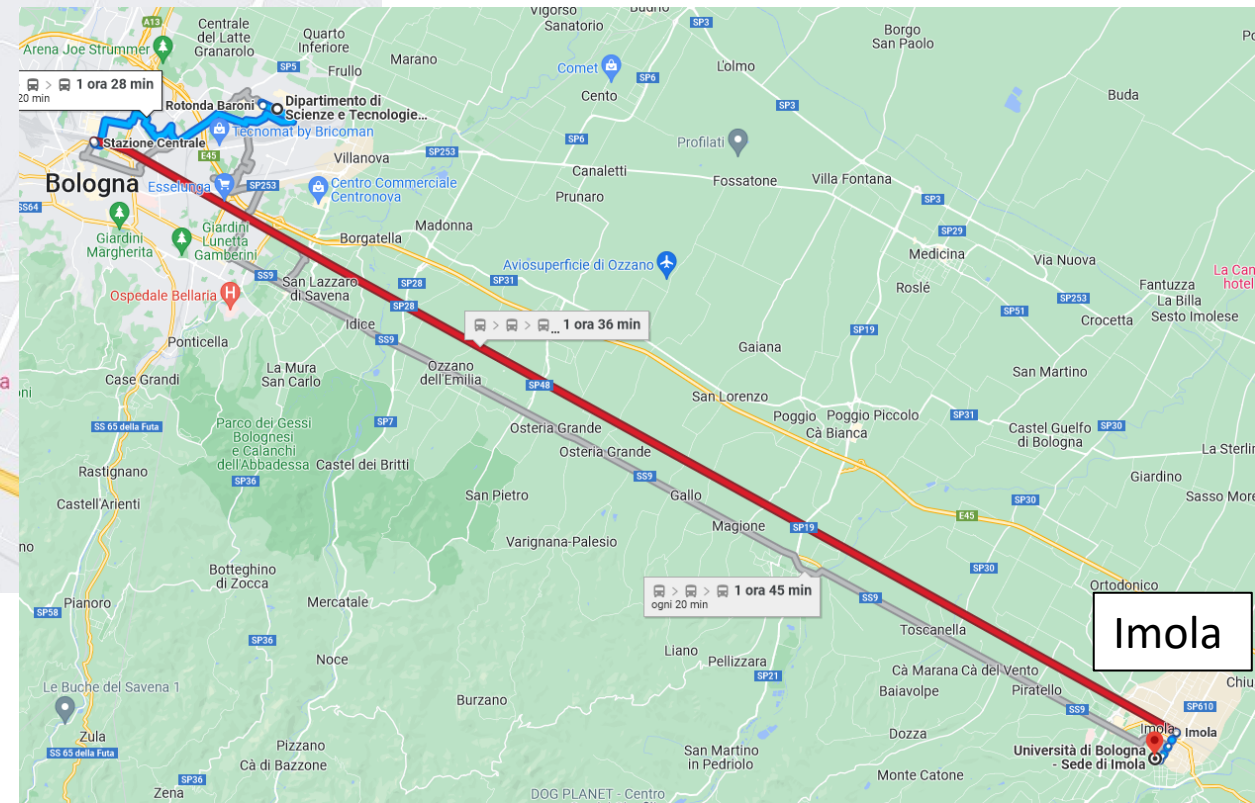 Vigorso
Budrio
Sanatorio
SP3
A13
Centrale
del Latte
Granarolo
Quarto
Inferiore
Borgo
San Paolo
Arena Joe Strummer
SP5
Frullo
Marano
Comet
SP6
L'olmo
> 1 ora 28 min
20 min
Rotonda Baroni
Dipartimento di
Scienze e Tecnologie...
Cento
SP3
Buda
Tecnomat by Bricoman
Stazione Centrale
E45
Villanova
SP253
SP6
Profilati
Canaletti
Bologna
Esselunga
SP253
Centro Commerciale
Centronova
Prunaro
Fossatone
Villa Fontana
SP3
SS64
Giardini
Margherita
Giardini
Lunetta
Gamberini
Madonna
Borgatella
SP29
Medicina
Via Nuova
Aviosuperficie di Ozzano
SS9
San Lazzaro
di Savena
SP28
SP31
Roslé
La Can
hotel
Fantuzza
Ospedale Bellaria
SP28
SP253
La Billa
SP51
Crocetta
Sesto Imolese
Idice
> > ... 1 ora 36 min
SP19
Ponticella
SS9
Gaiana
La Mura
San Carlo
Ozzano
dell'Emilia
San Martino
Case Grandi
SP48
a
oni
San Lorenzo
SS 65 della Futa
Parco dei Gessi
Bolognesi
e Calanchi
dell'Abbadessa
SP7
Osteria Grande
Poggio
Poggio Piccolo
Cà Bianca
SP31
Castel Guelfo
di Bologna
SP30
Osteria Grande
La Sterlin
Rastignano
Castel dei Britti
SP36
SS9
Giardino
Castell'Arienti
San Pietro
Gallo
SP30
Sasso More
Magione
SP19
E45
Varignana-Palesio
no
Botteghino
di Zocca
SP30
> > 1 ora 45 min
ogni 20 min
Ortodonico
Pianoro
SP58
Mercatale
SS9
Imola
Toscanella
SP36
Noce
Liano
Pellizzara
SP21
Cà Marana
Cà del Vento
Chiu
Le Buche del Savena 1
Baiavolpe
Piratello
Burzano
SS9
SP610
Zula
Dozza
Imola
Imola
SS 65 della Futa
Pizzano
Cà di Bazzone
San Martino
in Pedriolo
Università di Bologna
- Sede di Imola
Monte Catone
SP36
Zena
DOG PLANET - Centro